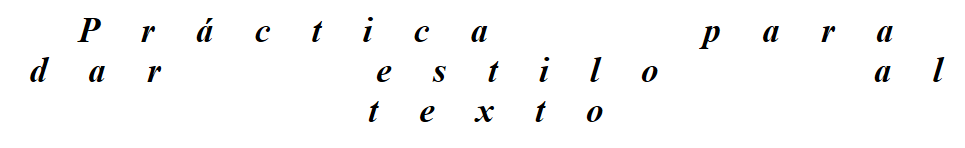 Práctica para
dar estilo al
texto